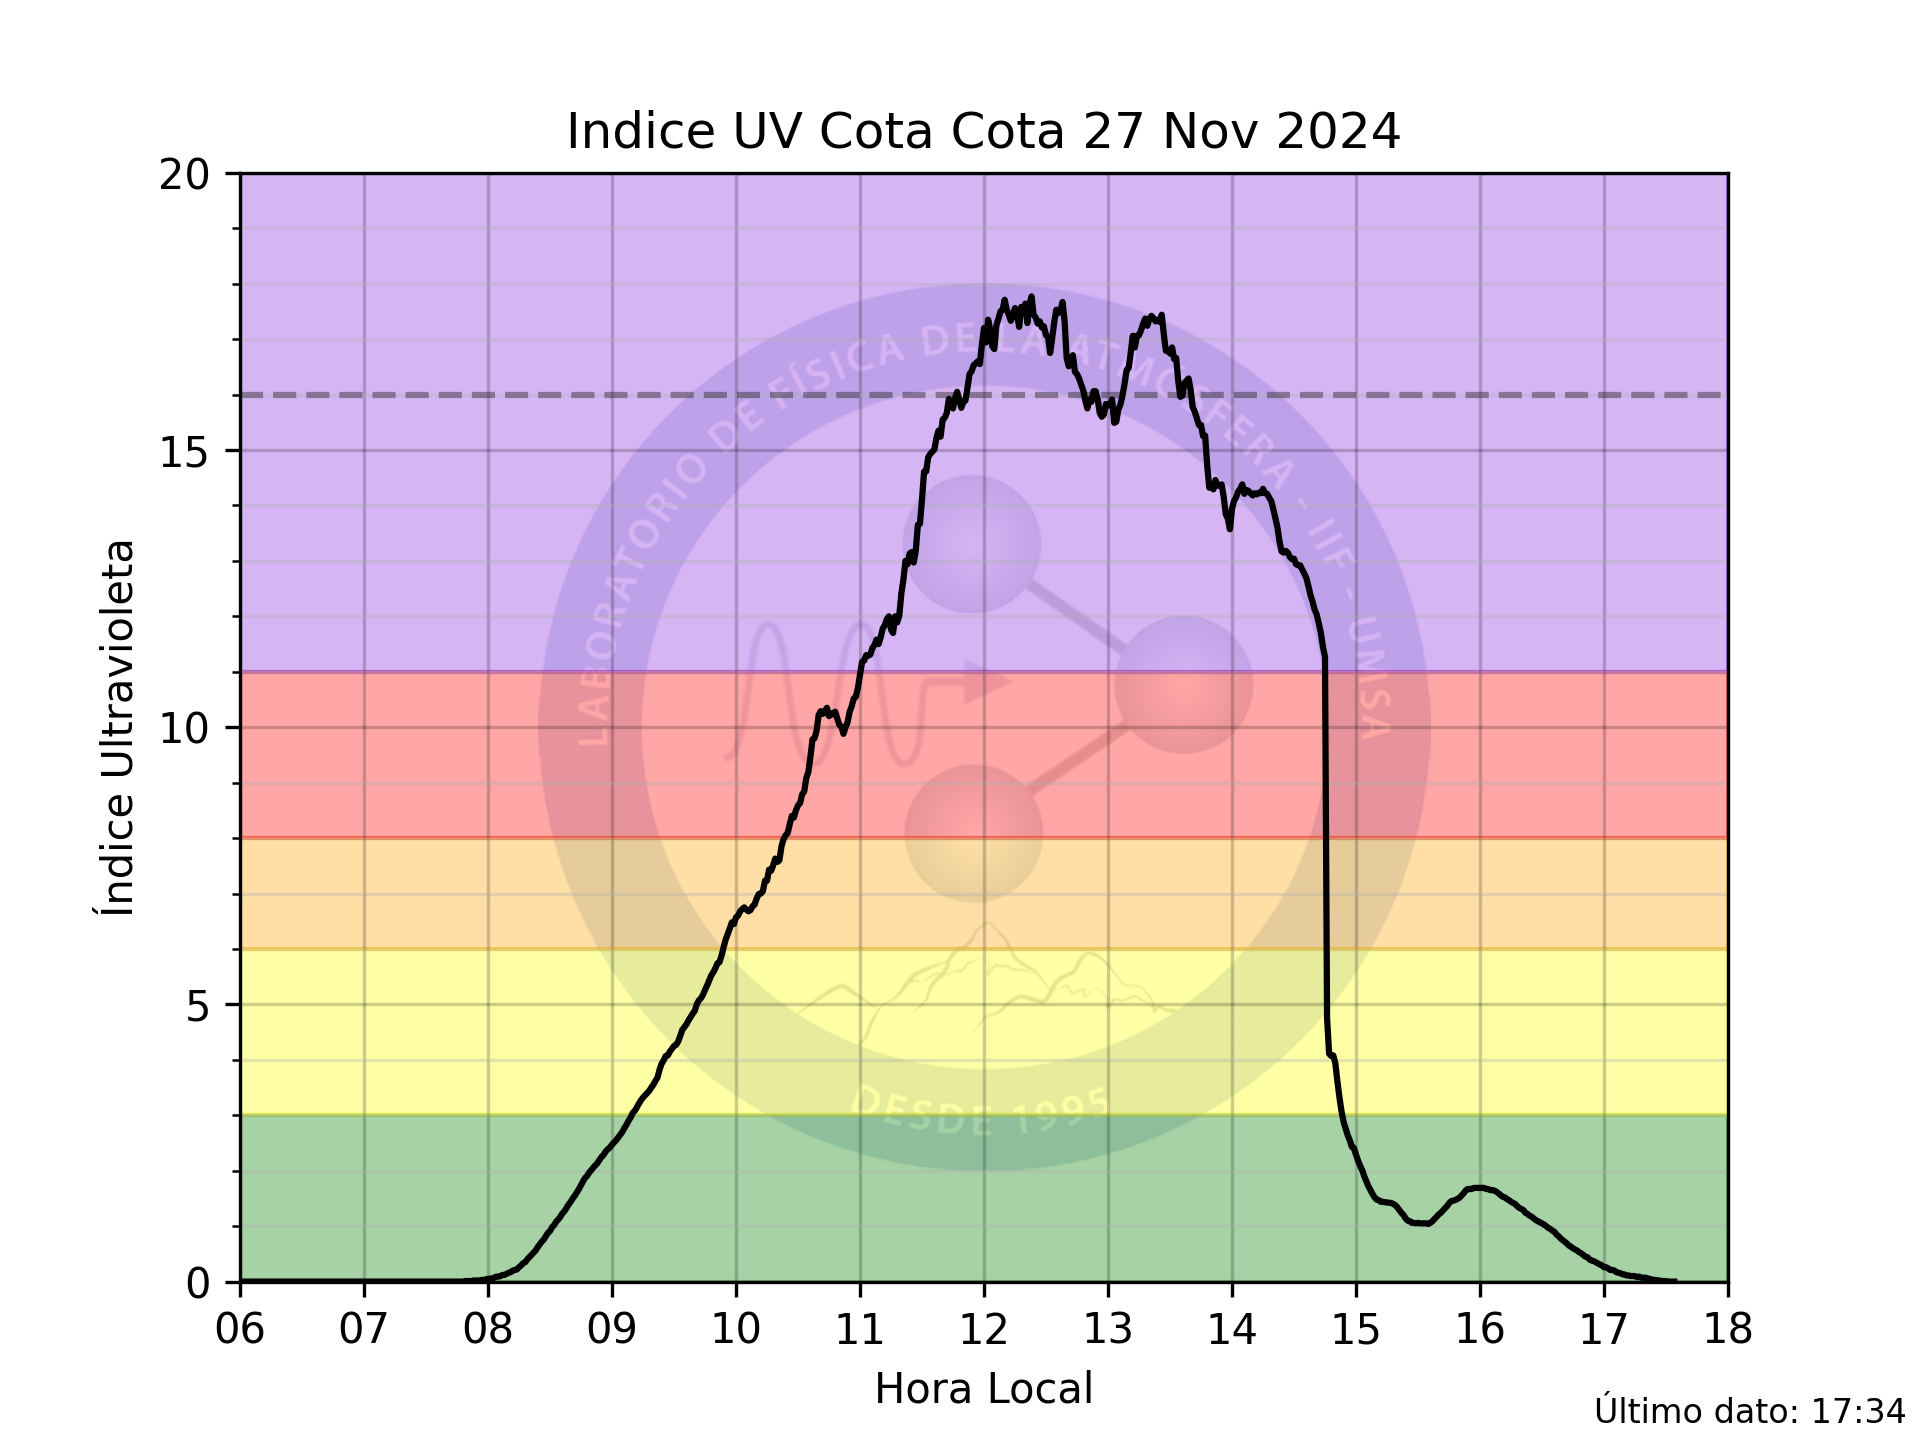 Indice UV Cota Cota 27 Nov 2024
20
15
10
5
0
Índice Ultravioleta
06 07 08 09 10 11 12 13 14 15 16 17 18
Hora Local
Último dato: 17:34
LABORATORIO DE FÍSICA DE LA ATMOSFERA - IIF - UMSA
DESDE 1995